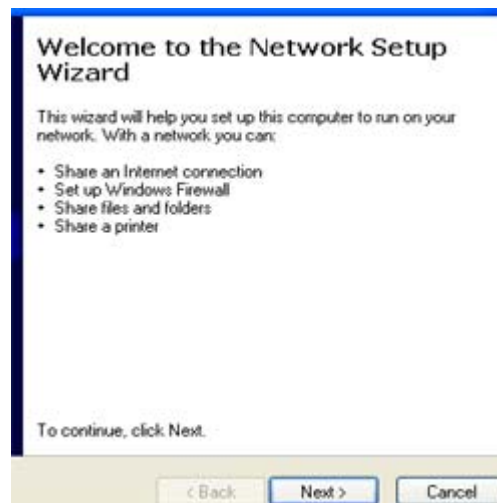 Welcome to the Network Setup
Wizard
This wizard will help you set up this computer to run on your
network. With a network you can:
• Share an Internet connection
• Set up Windows Firewall
• Share files and folders
• Share a printer
To continue, click Next.
< Back Next > Cancel